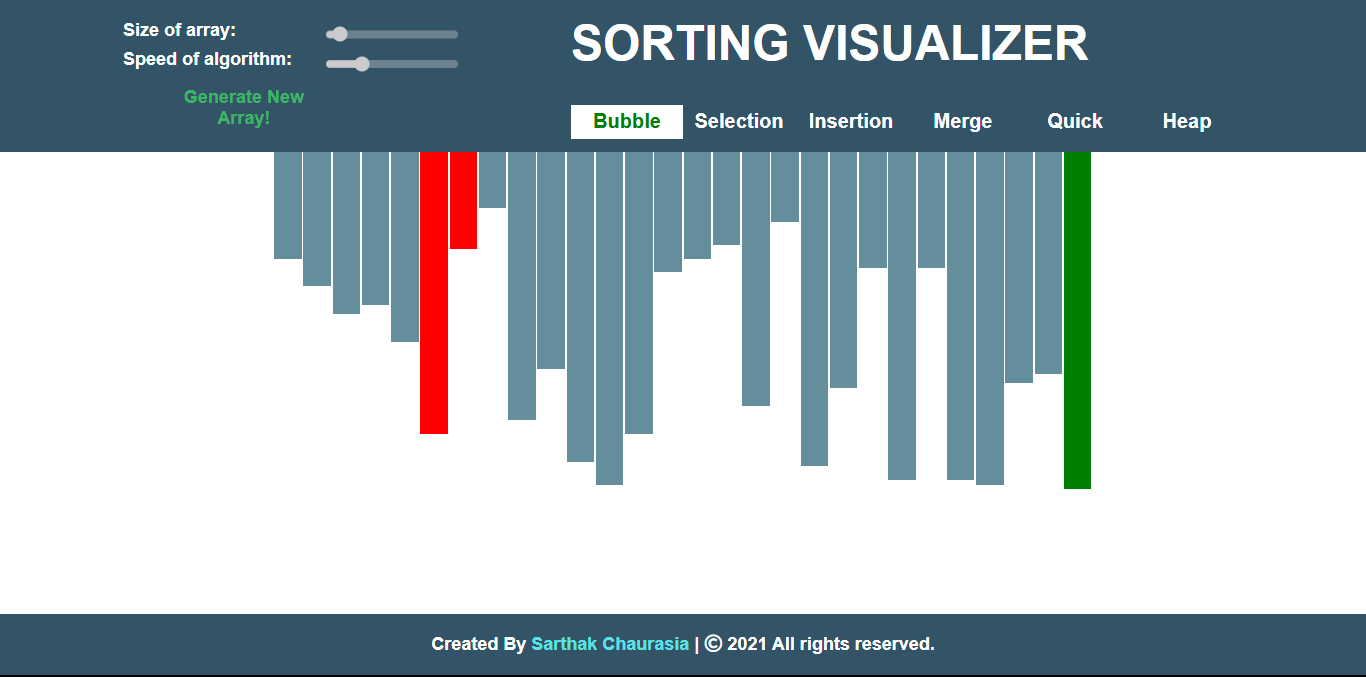 Size of array:
Speed of algorithm:
Generate New
Array!
SORTING VISUALIZER
Bubble Selection Insertion Merge Quick Heap
Created By Sarthak Chaurasia | © 2021 All rights reserved.